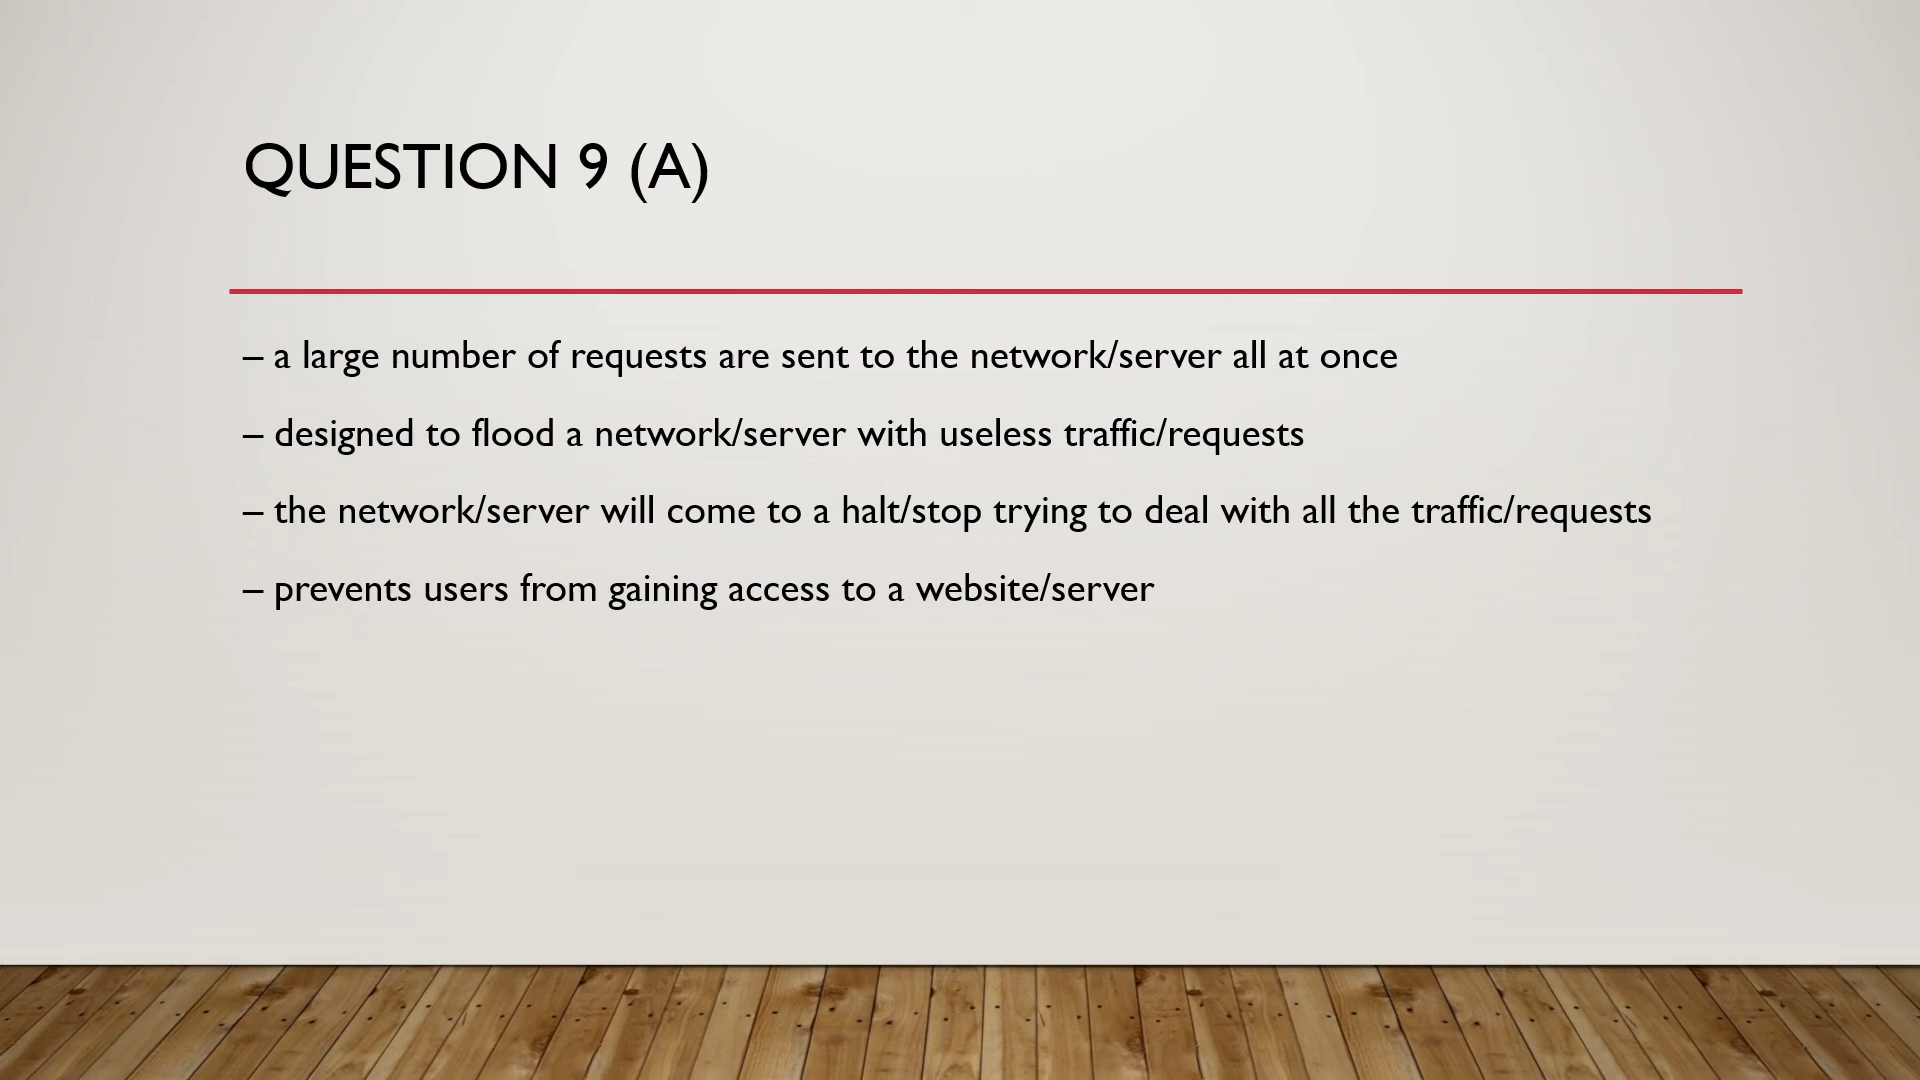 QUESTION 9 (A)
– a large number of requests are sent to the network/server all at once
– designed to flood a network/server with useless traffic/requests
– the network/server will come to a halt/stop trying to deal with all the traffic/requests
– prevents users from gaining access to a website/server